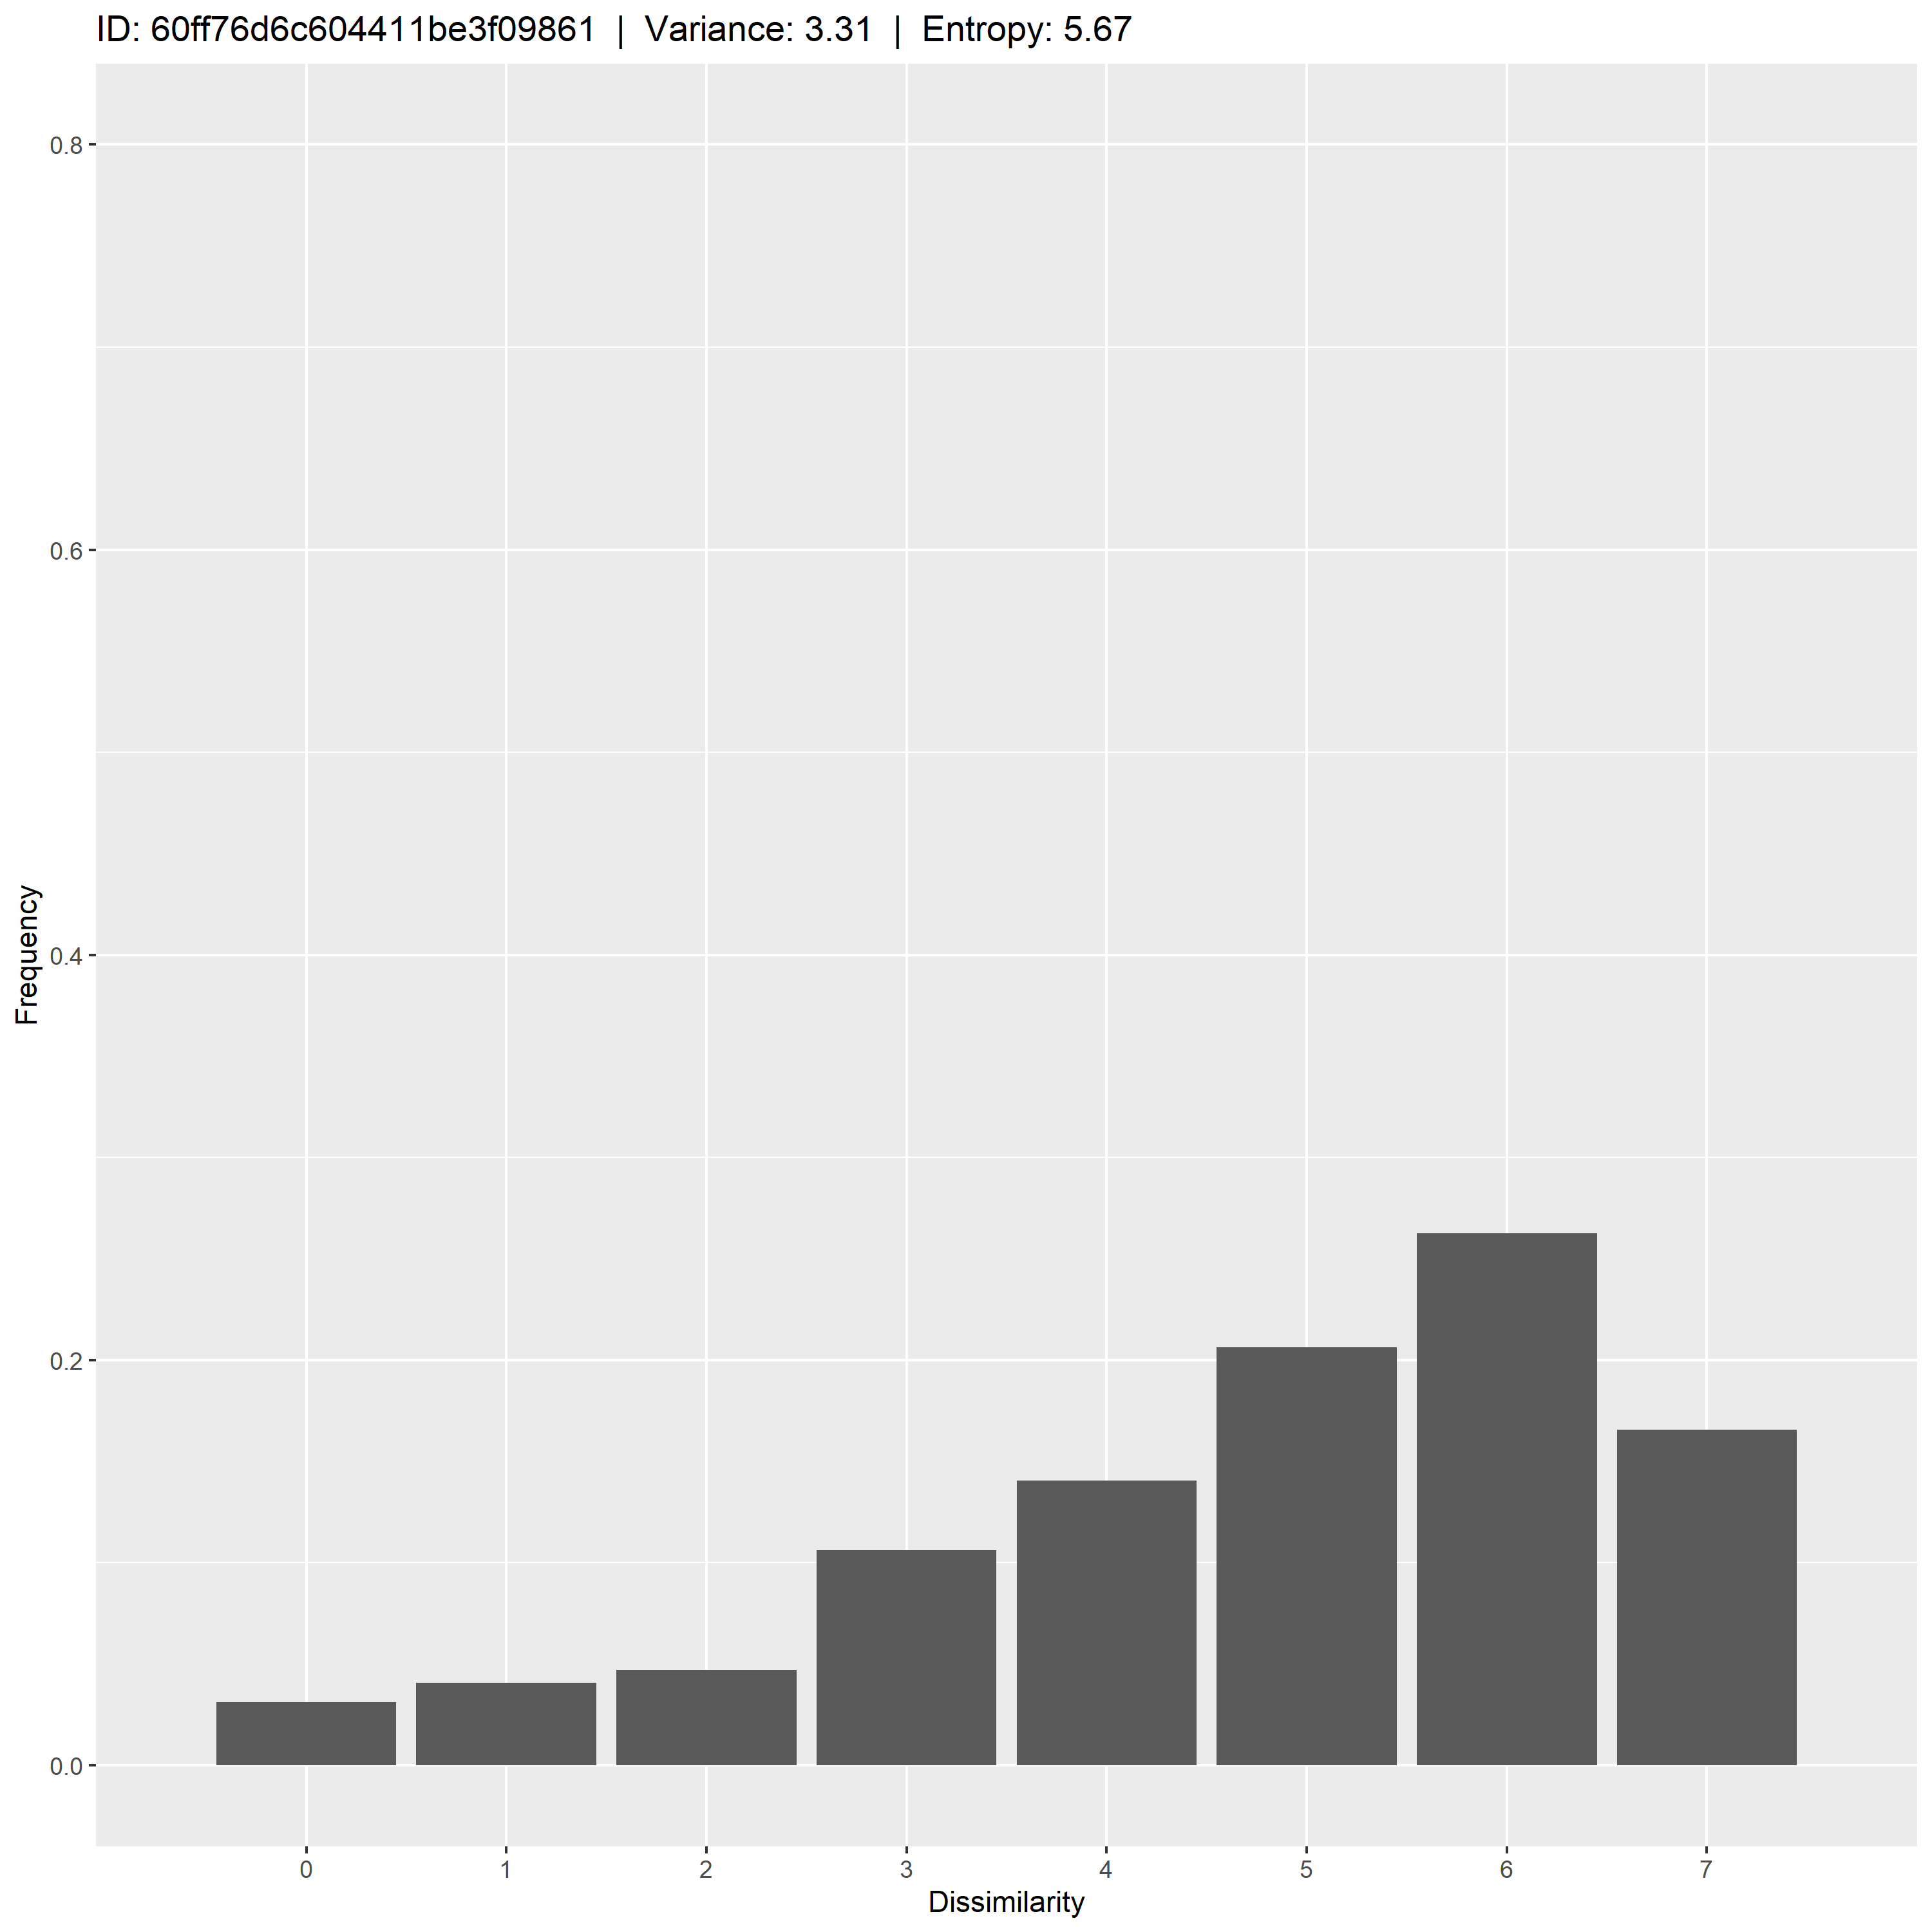 ID: 60ff76d6c604411be3f09861 | Variance: 3.31 | Entropy: 5.67
0.8
0.6
0.4
0.2
0.0
Frequency
0 1 2 3 4 5 6 7
Dissimilarity